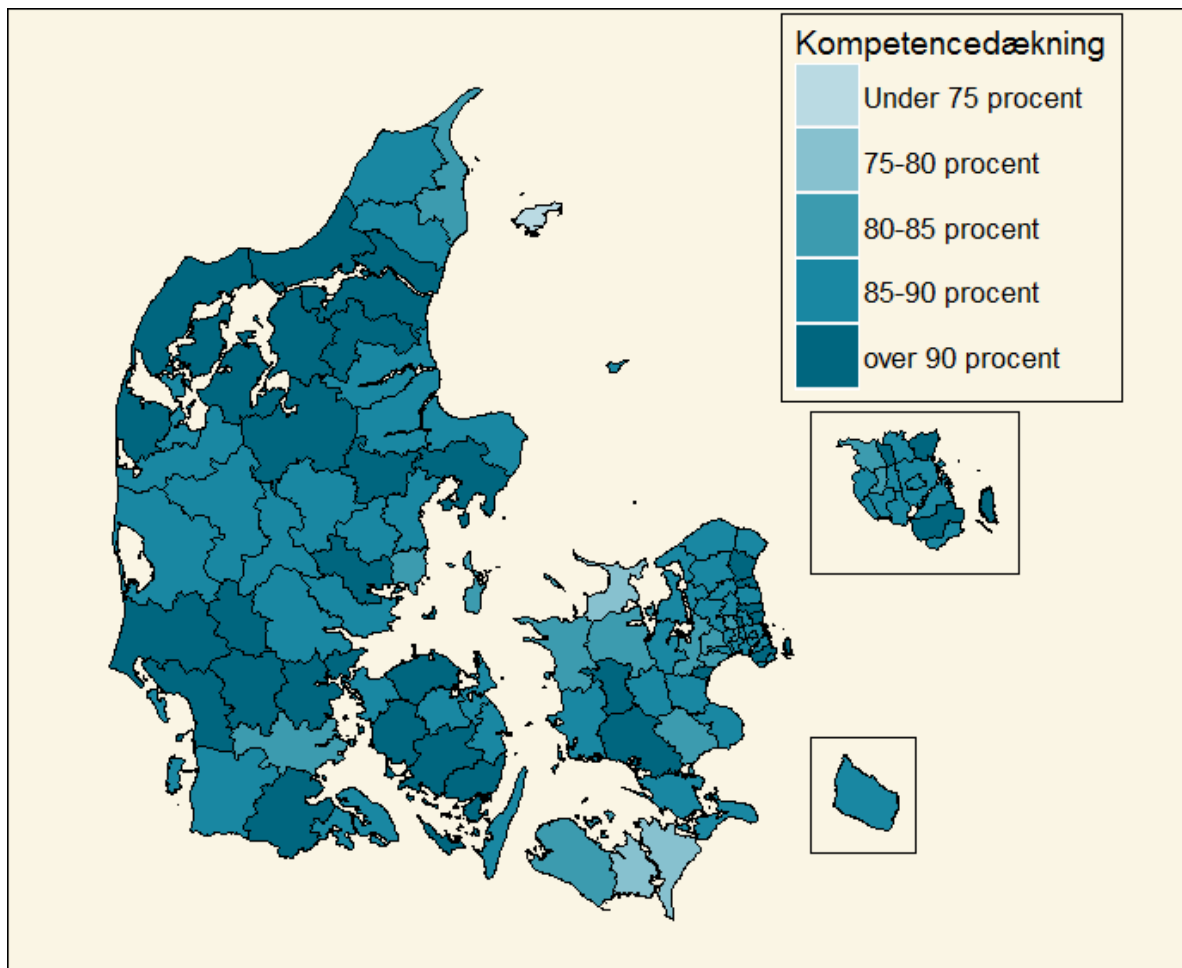 Kompetencedækning
Under 75 procent
75-80 procent
80-85 procent
85-90 procent
over 90 procent